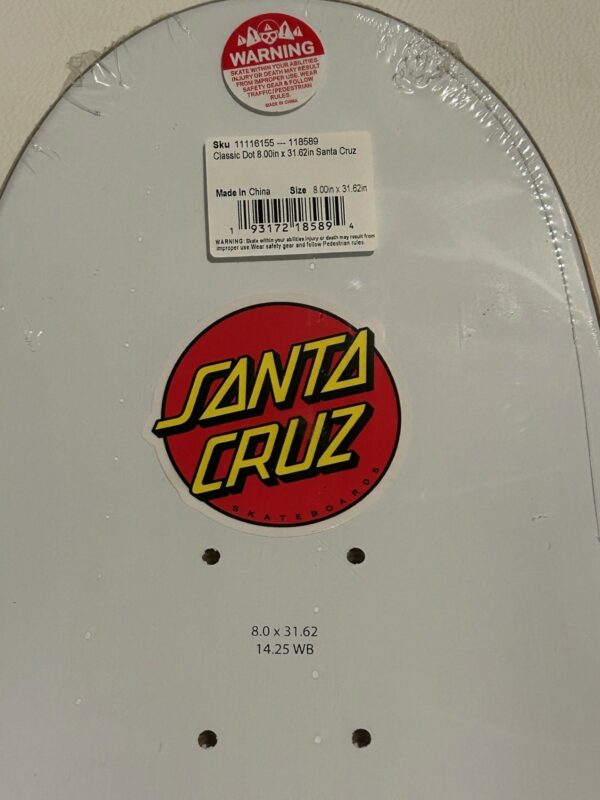 WARNING
SKATE WITHIN YOUR ABILITIES.
INJURY OR DEATH MAY RESULT
FROM IMPROPER USE. WEAR
SAFETY GEAR & FOLLOW
TRAFFIC/PEDESTRIAN
RULES.
MADE IN CHINA
Sku 11116155 --- 118589
Classic Dot 8.00in x 31.62in Santa Cruz
Made In China Size 8.00in x 31.62in
1 93172 18589 4
WARNING: Skate within your abilities Injury or death may result from
improper use.Wear safety gear and follow Pedestrian rules.
SANTA
CRUZ
SKATEBOARDS
8.0 x 31.62
14.25 WB